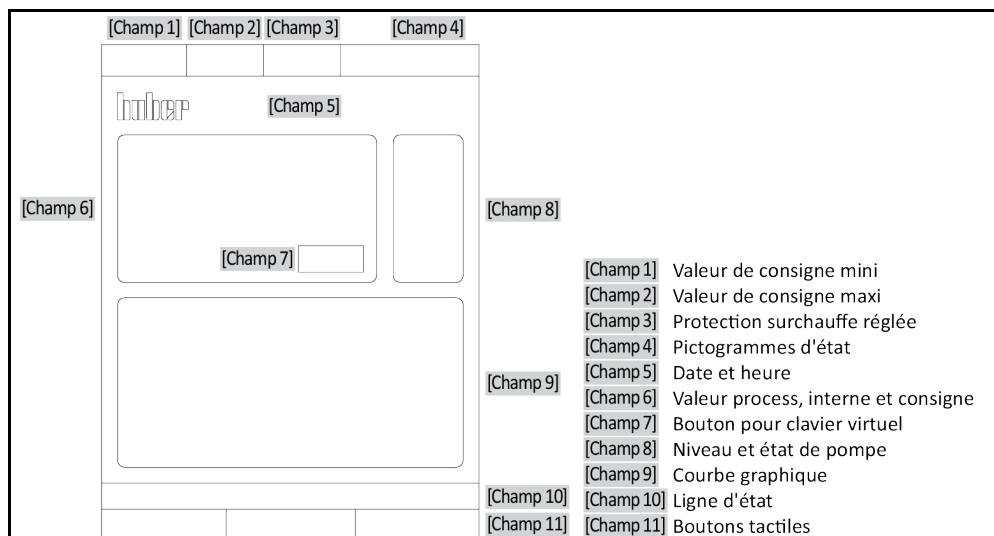 [Champ 1] [Champ 2] [Champ 3] [Champ 4]
huber [Champ 5]
[Champ 6]
[Champ 8]
[Champ 7]
[Champ 9]
[Champ 10]
[Champ 11]
[Champ 1] Valeur de consigne mini
[Champ 2] Valeur de consigne maxi
[Champ 3] Protection surchauffe réglée
[Champ 4] Pictogrammes d'état
[Champ 5] Date et heure
[Champ 6] Valeur process, interne et consigne
[Champ 7] Bouton pour clavier virtuel
[Champ 8] Niveau et état de pompe
[Champ 9] Courbe graphique
[Champ 10] Ligne d'état
[Champ 11] Boutons tactiles